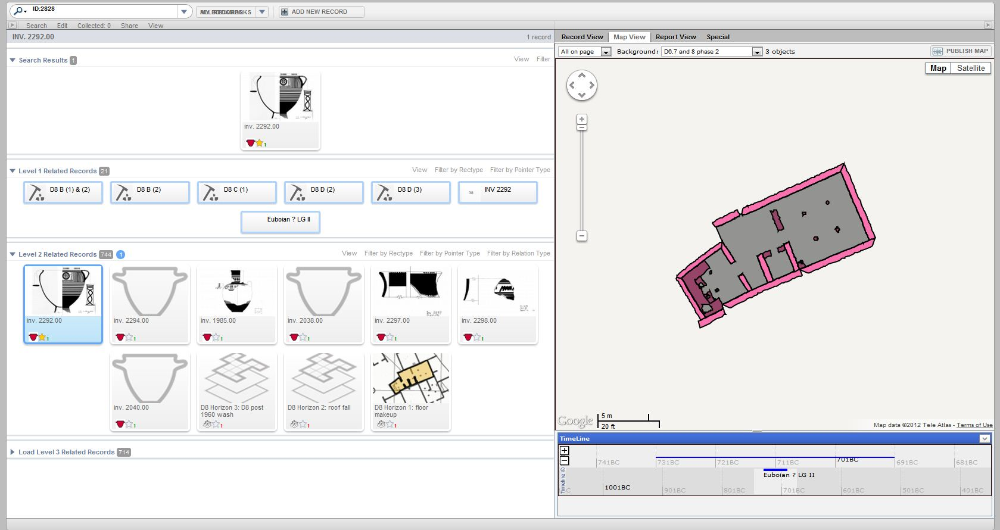 ID:2828
ADD NEW RECORD
Search Edit Collected: 0 Share View
INV. 2292.00 1 record
Search Results 1 View Filter
inv. 2292.00
1
Level 1 Related Records 21 View Filter by Rectype Filter by Pointer Type
D8 B (1) & (2) D8 B (2) D8 C (1) D8 D (2) D8 D (3) 38 INV 2292
Euboian ? LG II
Level 2 Related Records 744 1 View Filter by Rectype Filter by Pointer Type Filter by Relation Type
inv. 2292.00 inv. 2294.00 inv. 1985.00 inv. 2038.00 inv. 2297.00 inv. 2298.00
1 1 1 1 1 1
inv. 2040.00 D8 Horizon 3: D8 post D8 Horizon 2: roof fall D8 Horizon 1: floor
1960 wash makeup
1 1 1 1
Load Level 3 Related Records 714
Record View Map View Report View Special
All on page Background: D6,7 and 8 phase 2 3 objects PUBLISH MAP
Map Satellite
Google 5 m
20 ft
Map data ©2012 Tele Atlas - Terms of Use
TimeLine
741BC 731BC 721BC 711BC 701BC 691BC 681BC
Euboian ? LG II
1001BC 901BC 801BC 701BC 601BC 501BC 401BC
Timeline ©